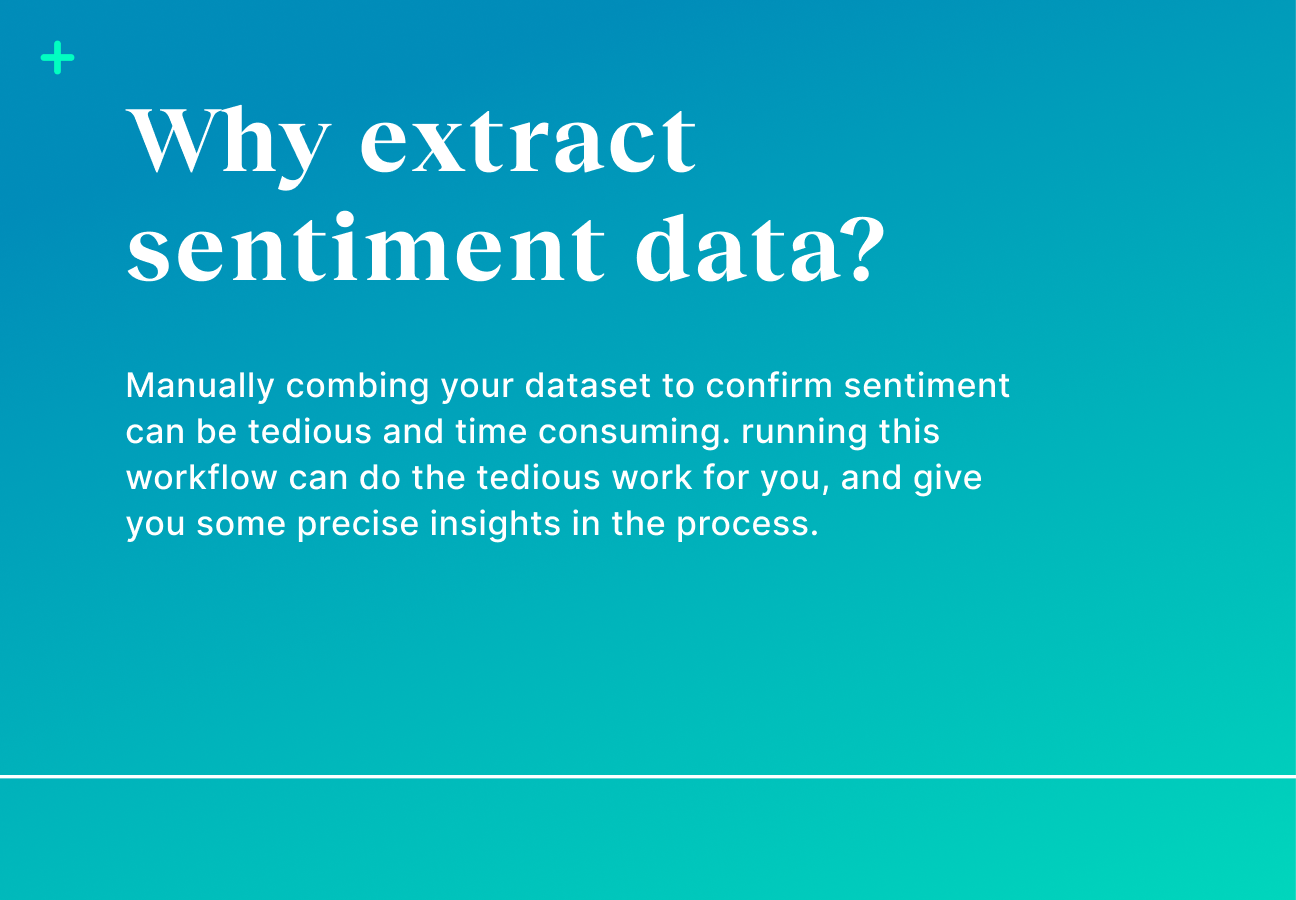 Why extract
sentiment data?
Manually combing your dataset to confirm sentiment
can be tedious and time consuming. running this
workflow can do the tedious work for you, and give
you some precise insights in the process.